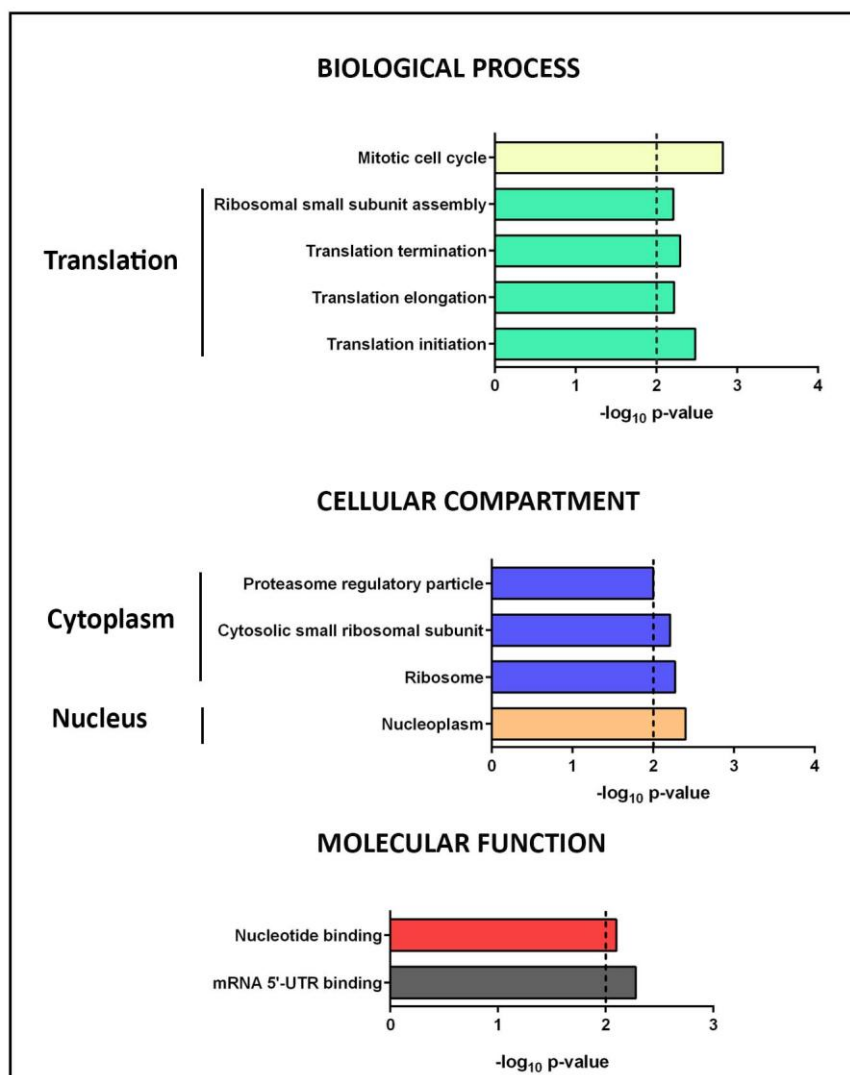 BIOLOGICAL PROCESS
Mitotic cell cycle
Ribosomal small subunit assembly
Translation
Translation termination
Translation elongation
Translation initiation
0 1 2 3 4
-log10 p-value
CELLULAR COMPARTMENT
Proteasome regulatory particle
Cytoplasm
Cytosolic small ribosomal subunit
Ribosome
Nucleus
Nucleoplasm
0 1 2 3 4
-log10 p-value
MOLECULAR FUNCTION
Nucleotide binding
mRNA 5'-UTR binding
0 1 2 3
-log10 p-value